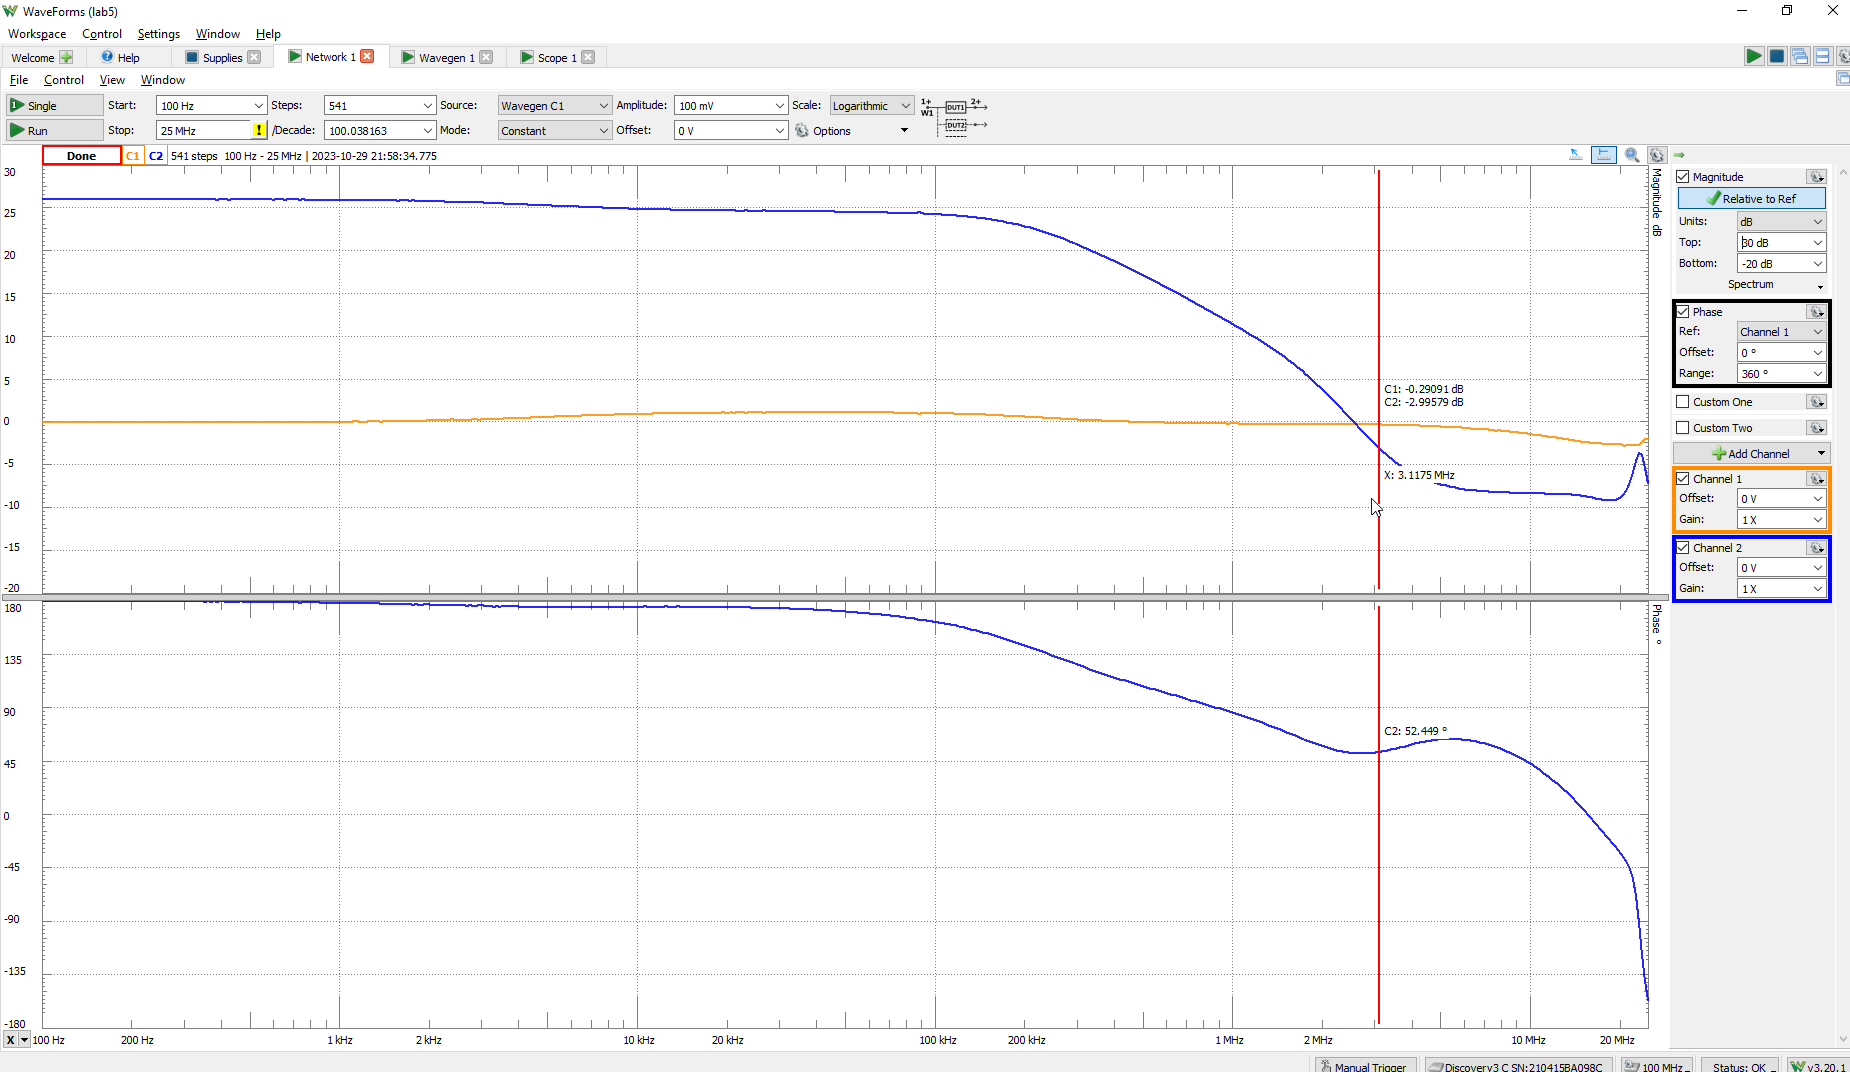 WaveForms (lab5)
Workspace Control Settings Window Help
Welcome Help Supplies Network 1 Wavegen 1 Scope 1
File Control View Window
Single Start: 100 Hz Steps: 541 Source: Wavegen C1 Amplitude: 100 mV Scale: Logarithmic 1+ W1 DUT1 2+ DUT2
Run Stop: 25 MHz ! /Decade: 100.038163 Mode: Constant Offset: 0 V Options
Done C1 C2 541 steps 100 Hz - 25 MHz | 2023-10-29 21:58:34.775
30
25
20
15
10
5
0
-5
-10
-15
-20
Magnitude dB
C1: -0.29091 dB
C2: -2.99579 dB
X: 3.1175 MHz
180
135
90
45
0
-45
-90
-135
-180
Phase °
C2: 52.449 °
X 100 Hz 200 Hz 1 kHz 2 kHz 10 kHz 20 kHz 100 kHz 200 kHz 1 MHz 2 MHz 10 MHz 20 MHz
Magnitude
Relative to Ref
Units: dB
Top: 30 dB
Bottom: -20 dB
Spectrum
Phase
Ref: Channel 1
Offset: 0 °
Range: 360 °
Custom One
Custom Two
Add Channel
Channel 1
Offset: 0 V
Gain: 1 X
Channel 2
Offset: 0 V
Gain: 1 X
Manual Trigger Discovery3 C SN:210415BA098C 100 MHz Status: OK v3.20.1